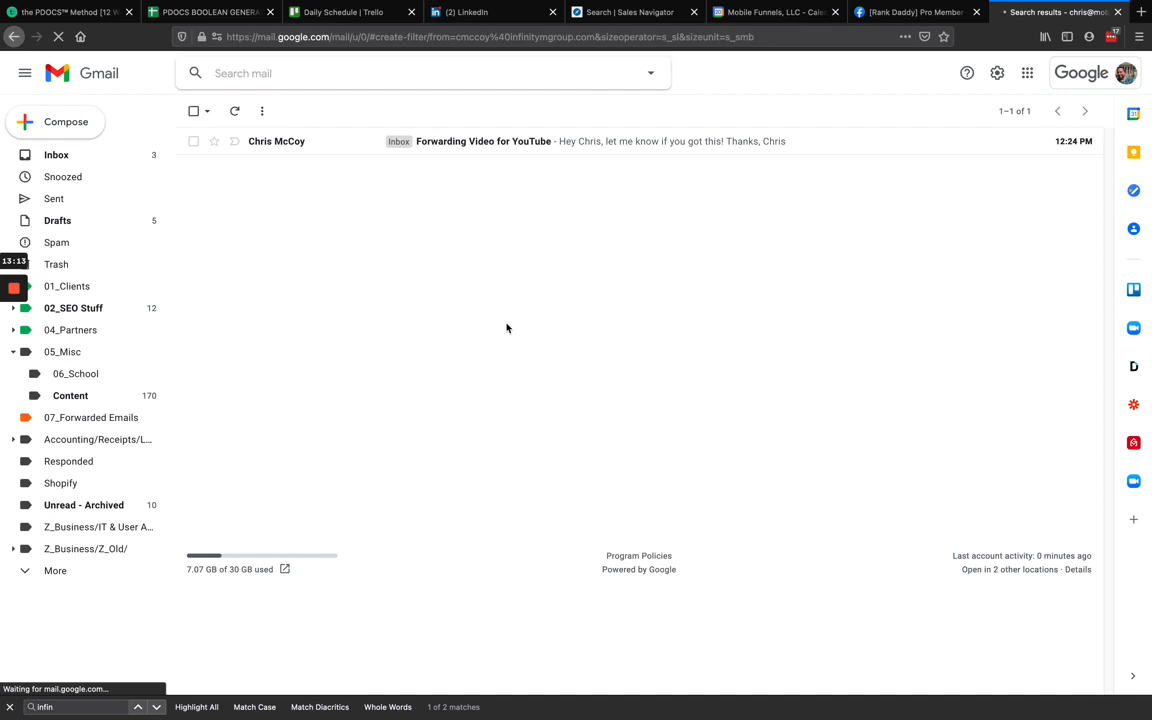 the PDOCS™ Method [12 W
PDOCS BOOLEAN GENERA
Daily Schedule | Trello
(2) LinkedIn
Search | Sales Navigator
Mobile Funnels, LLC - Cale
[Rank Daddy] Pro Member
Search results - chris@mob
https://mail.google.com/mail/u/0/#create-filter/from=cmccoy%40infinitymgroup.com&sizeoperator=s_sl&sizeunit=s_smb
17
Gmail
Search mail
Google
Compose
1–1 of 1
31
Chris McCoy
Inbox
Forwarding Video for YouTube - Hey Chris, let me know if you got this! Thanks, Chris
12:24 PM
Inbox 3
Snoozed
Sent
Drafts 5
Spam
13:13
Trash
01_Clients
02_SEO Stuff 12
04_Partners
05_Misc
06_School
Content 170
07_Forwarded Emails
Accounting/Receipts/L...
Responded
Shopify
Unread - Archived 10
Z_Business/IT & User A...
Z_Business/Z_Old/
More
D
7.07 GB of 30 GB used
Program Policies
Powered by Google
Last account activity: 0 minutes ago
Open in 2 other locations · Details
Waiting for mail.google.com...
infin
Highlight All
Match Case
Match Diacritics
Whole Words
1 of 2 matches